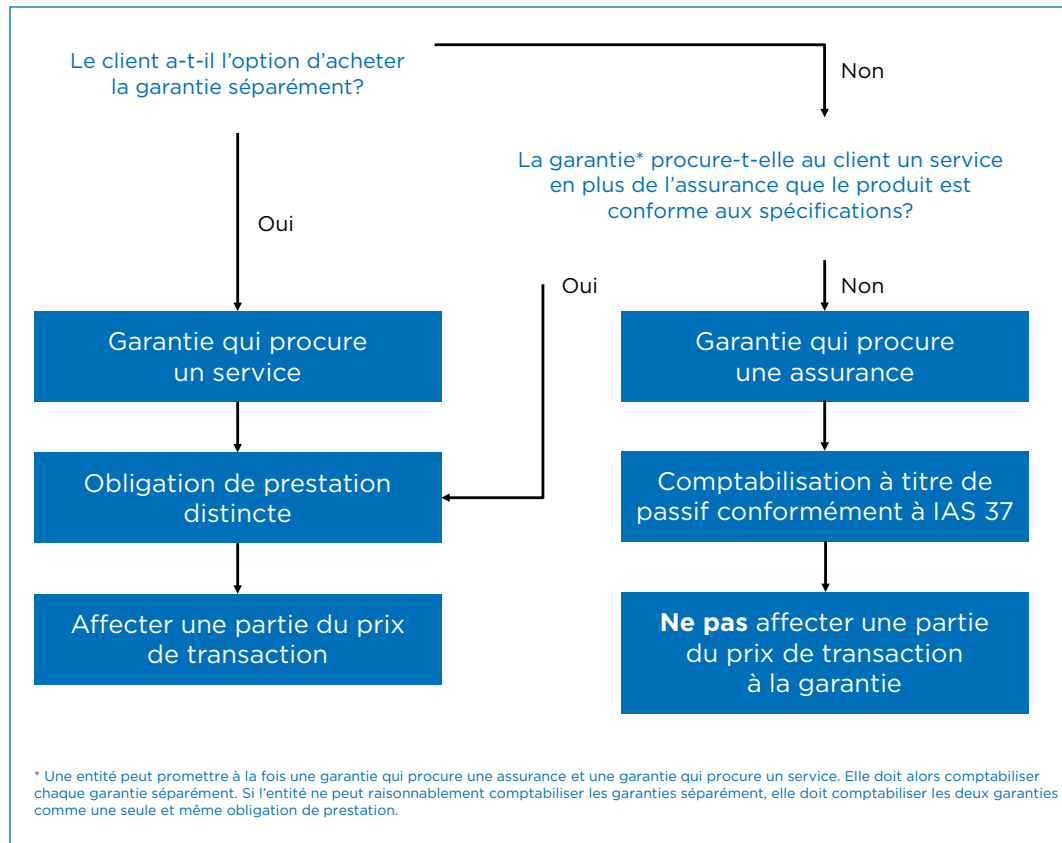 Le client a-t-il l'option d'acheter
la garantie séparément?
Non
La garantie* procure-t-elle au client un service
en plus de l'assurance que le produit est
conforme aux spécifications?
Oui
Oui
Non
Garantie qui procure
un service
Garantie qui procure
une assurance
Obligation de prestation
distincte
Comptabilisation à titre de
passif conformément à IAS 37
Affecter une partie du prix
de transaction
Ne pas affecter une partie
du prix de transaction
à la garantie
* Une entité peut promettre à la fois une garantie qui procure une assurance et une garantie qui procure un service. Elle doit alors comptabiliser
chaque garantie séparément. Si l'entité ne peut raisonnablement comptabiliser les garanties séparément, elle doit comptabiliser les deux garanties
comme une seule et même obligation de prestation.